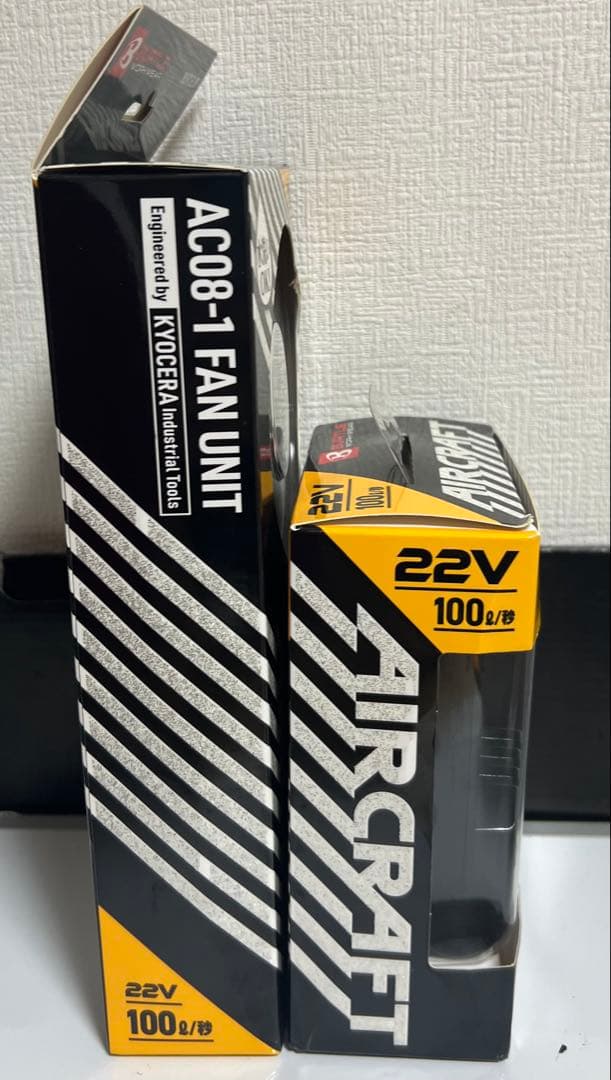 AC08-1 FAN UNIT
Engineered by KYOCERA Industrial Tools
22V
100ℓ/秒
AIRCRAFT
22V
100ℓ/秒
22V
100ℓ/秒
AIRCRAFT